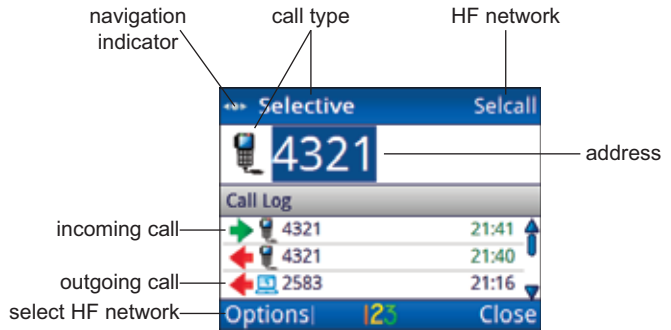 navigation indicator
call type
HF network
Selective
Selcall
4321
address
Call Log
incoming call
4321
21:41
4321
21:40
outgoing call
2583
21:16
select HF network
Options
123
Close